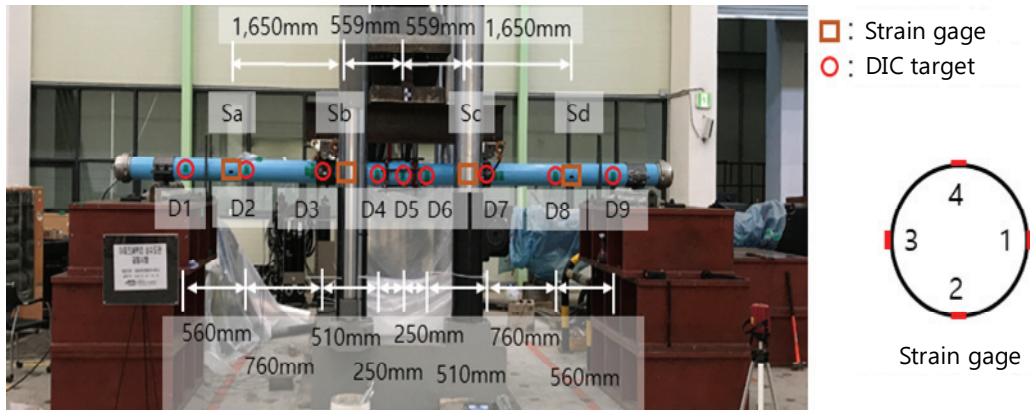 1,650mm 559mm 559mm 1,650mm
Sa Sb Sc Sd
D1 D2 D3 D4 D5 D6 D7 D8 D9
560mm 510mm 250mm 760mm
760mm 250mm 510mm 560mm
: Strain gage
: DIC target
4
3 1
2
Strain gage